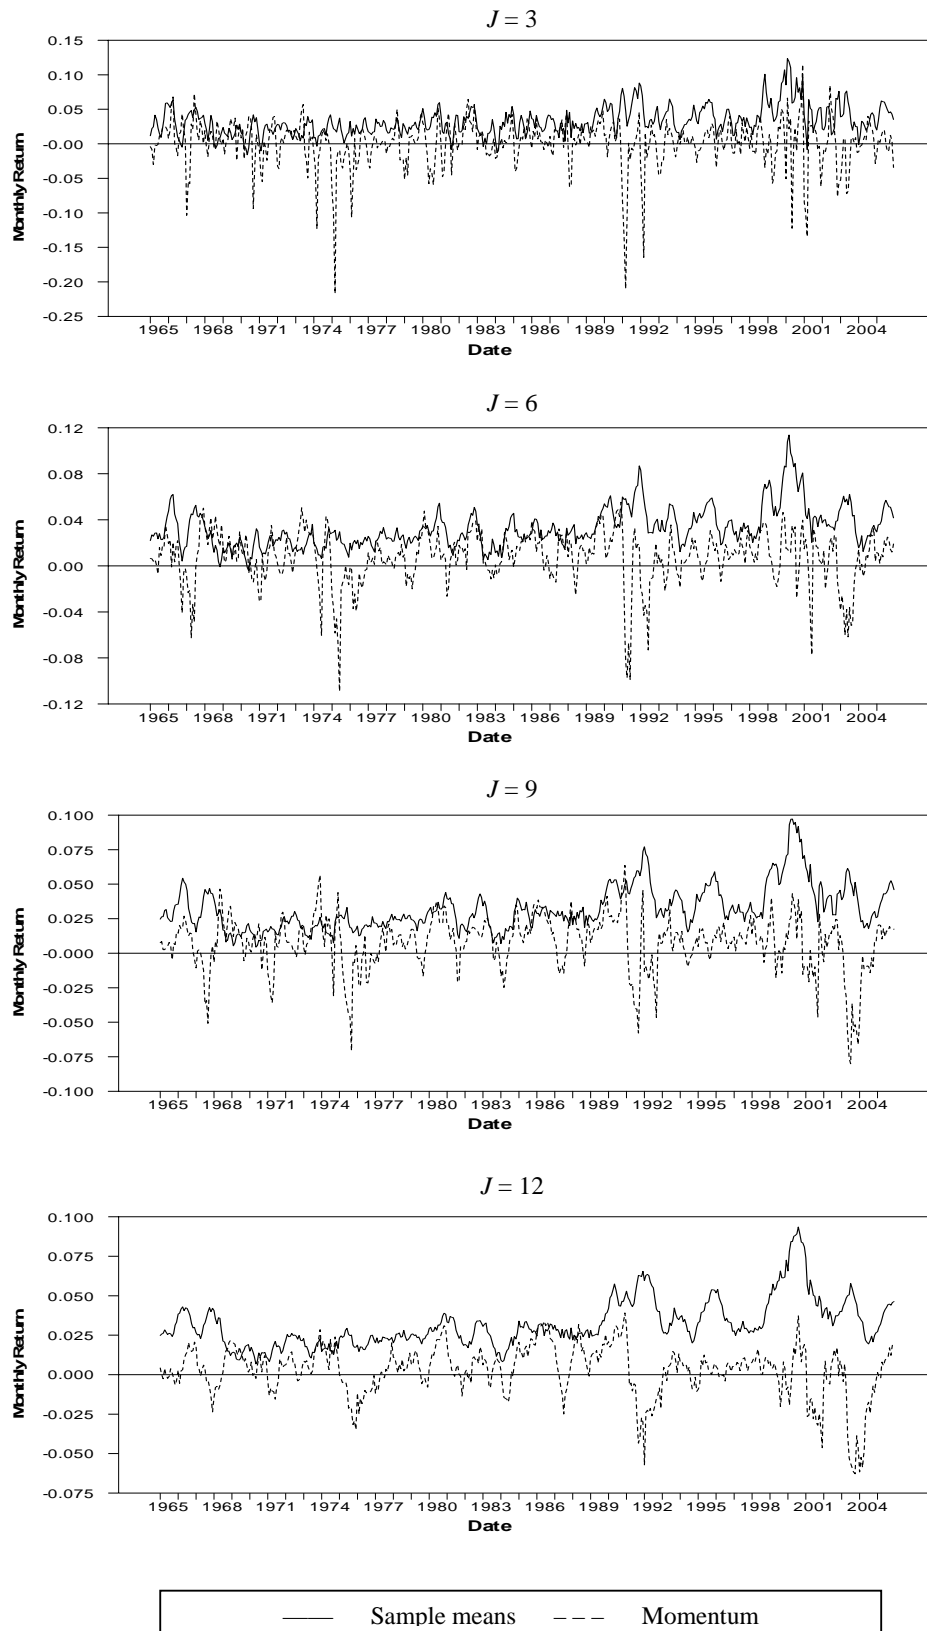 J = 3
0.15
0.10
0.05
-0.00
-0.05
-0.10
-0.15
-0.20
-0.25
Monthly Return
1965 1968 1971 1974 1977 1980 1983 1986 1989 1992 1995 1998 2001 2004
Date
J = 6
0.12
0.08
0.04
0.00
-0.04
-0.08
-0.12
Monthly Return
1965 1968 1971 1974 1977 1980 1983 1986 1989 1992 1995 1998 2001 2004
Date
J = 9
0.100
0.075
0.050
0.025
-0.000
-0.025
-0.050
-0.075
-0.100
Monthly Return
1965 1968 1971 1974 1977 1980 1983 1986 1989 1992 1995 1998 2001 2004
Date
J = 12
0.100
0.075
0.050
0.025
0.000
-0.025
-0.050
-0.075
Monthly Return
1965 1968 1971 1974 1977 1980 1983 1986 1989 1992 1995 1998 2001 2004
Date
Sample means Momentum